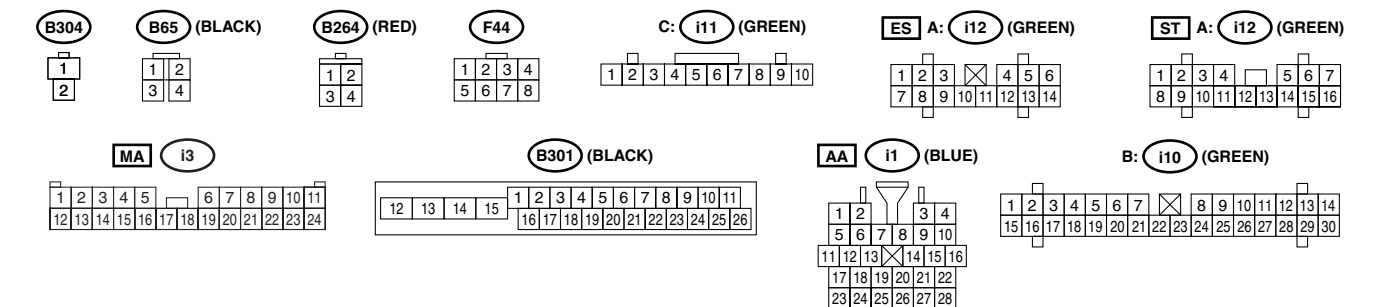 B304 B65 (BLACK) B264 (RED) F44 C: i11 (GREEN) ES A: i12 (GREEN) ST A: i12 (GREEN)
1 1 2 1 2 1 2 3 4 1 2 3 4 5 6 7 8 9 10 1 2 3 4 5 6 1 2 3 4 5 6 7
2 3 4 3 4 5 6 7 8 7 8 9 10 11 12 13 14 8 9 10 11 12 13 14 15 16
MA i3 B301 (BLACK) AA i1 (BLUE) B: i10 (GREEN)
1 2 3 4 5 6 7 8 9 10 11
12 13 14 15 16 17 18 19 20 21 22 23 24
12 13 14 15 1 2 3 4 5 6 7 8 9 10 11
16 17 18 19 20 21 22 23 24 25 26
1 2 3 4
5 6 7 8 9 10
11 12 13 14 15 16
17 18 19 20 21 22
23 24 25 26 27 28
1 2 3 4 5 6 7 8 9 10 11 12 13 14
15 16 17 18 19 20 21 22 23 24 25 26 27 28 29 30